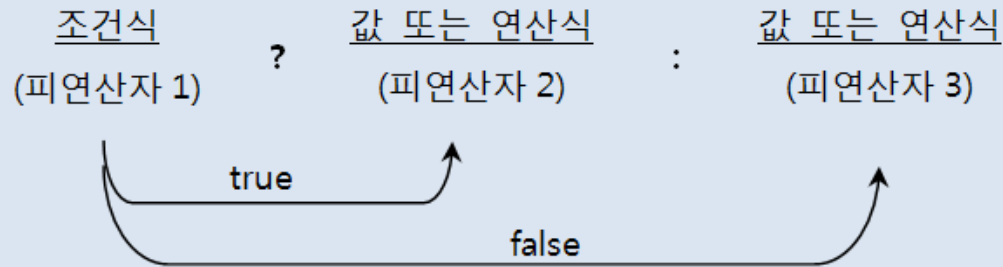 조건식 ? 값 또는 연산식 : 값 또는 연산식
(피연산자 1) (피연산자 2) (피연산자 3)
true
false